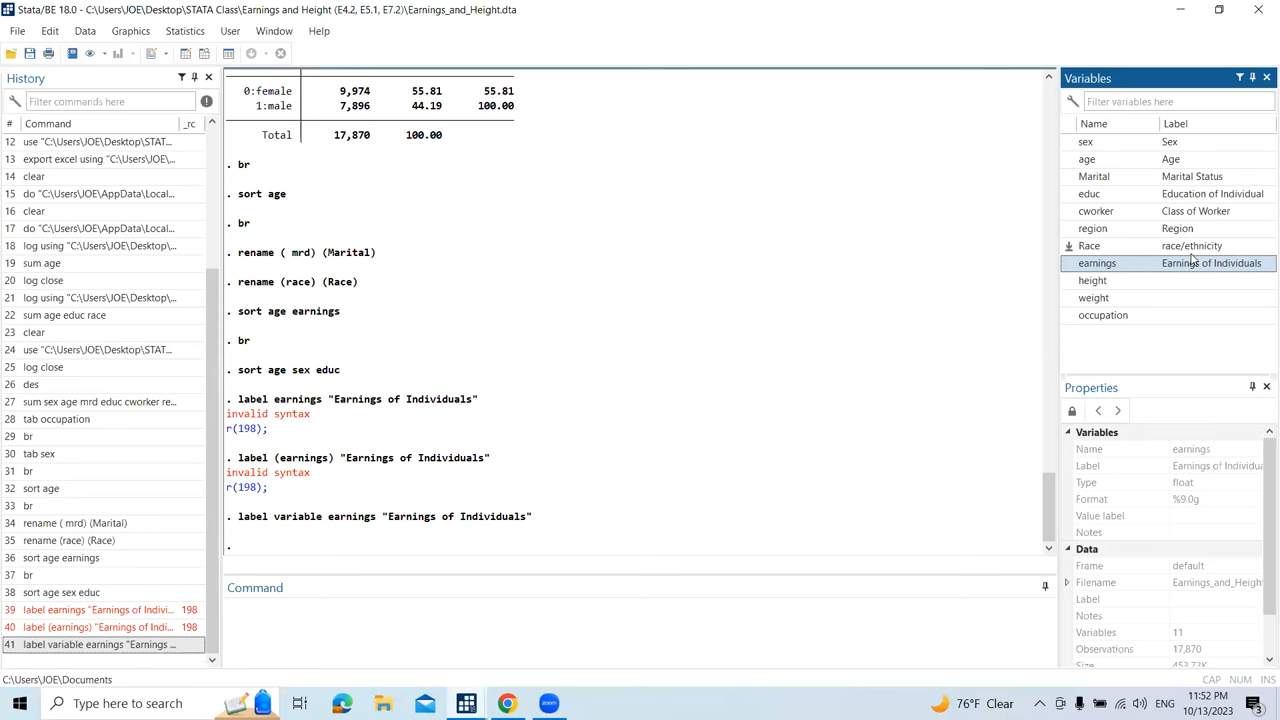 Stata/BE 18.0 - C:\Users\JOE\Desktop\STATA Class\Earnings and Height (E4.2, E5.1, E7.2)\Earnings_and_Height.dta
File Edit Data Graphics Statistics User Window Help
History
Filter commands here
# Command _rc
12 use "C:\Users\JOE\Desktop\STAT...
13 export excel using "C:\Users\JOE\...
14 clear
15 do "C:\Users\JOE\AppData\Local...
16 clear
17 do "C:\Users\JOE\AppData\Local...
18 log using "C:\Users\JOE\Desktop\...
19 sum age
20 log close
21 log using "C:\Users\JOE\Desktop\...
22 sum age educ race
23 clear
24 use "C:\Users\JOE\Desktop\STAT...
25 log close
26 des
27 sum sex age mrd educ cworker re...
28 tab occupation
29 br
30 tab sex
31 br
32 sort age
33 br
34 rename ( mrd) (Marital)
35 rename (race) (Race)
36 sort age earnings
37 br
38 sort age sex educ
39 label earnings "Earnings of Indivi... 198
40 label (earnings) "Earnings of Indi... 198
41 label variable earnings "Earnings ...
0:female 9,974 55.81 55.81
1:male 7,896 44.19 100.00
Total 17,870 100.00
. br
. sort age
. br
. rename ( mrd) (Marital)
. rename (race) (Race)
. sort age earnings
. br
. sort age sex educ
. label earnings "Earnings of Individuals"
invalid syntax
r(198);
. label (earnings) "Earnings of Individuals"
invalid syntax
r(198);
. label variable earnings "Earnings of Individuals"
.
Command
Variables
Filter variables here
Name Label
sex Sex
age Age
Marital Marital Status
educ Education of Individual
cworker Class of Worker
region Region
Race race/ethnicity
earnings Earnings of Individuals
height
weight
occupation
Properties
Variables
Name earnings
Label Earnings of Individua
Type float
Format %9.0g
Value label
Notes
Data
Frame default
Filename Earnings_and_Heigh
Label
Notes
Variables 11
Observations 17,870
Size 453.73K
C:\Users\JOE\Documents
CAP NUM INS
Type here to search
zoom
76°F Clear
ENG
11:52 PM
10/13/2023
3